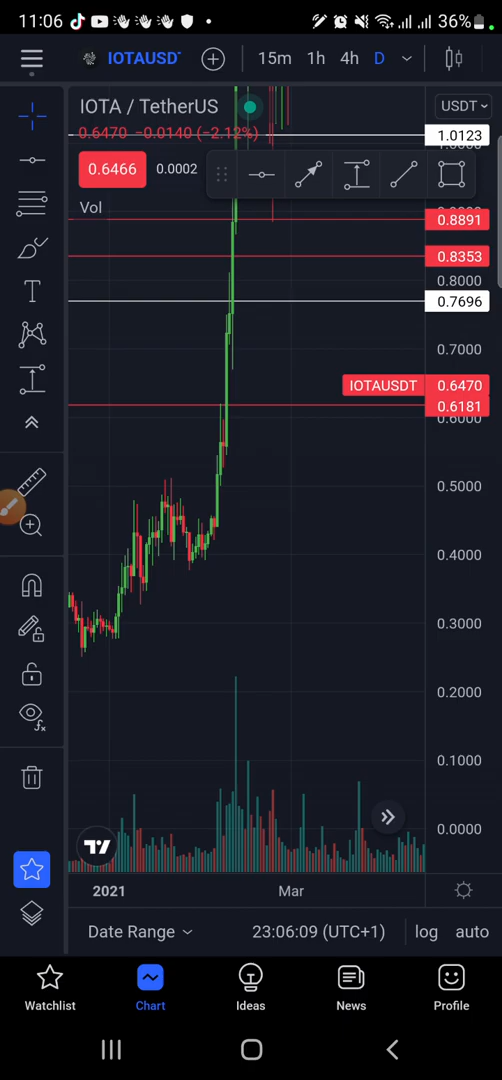 11:06
36%
IOTAUSD
15m 1h 4h D
IOTA / TetherUS
USDT
0.6470 −0.0140 (−2.12%)
1.0123
0.6466
0.0002
Vol
0.8891
0.8353
0.8000
0.7696
0.7000
IOTAUSDT 0.6470
0.6181
0.6000
0.5000
0.4000
0.3000
0.2000
0.1000
0.0000
2021
Mar
Date Range
23:06:09 (UTC+1)
log
auto
Watchlist
Chart
Ideas
News
Profile